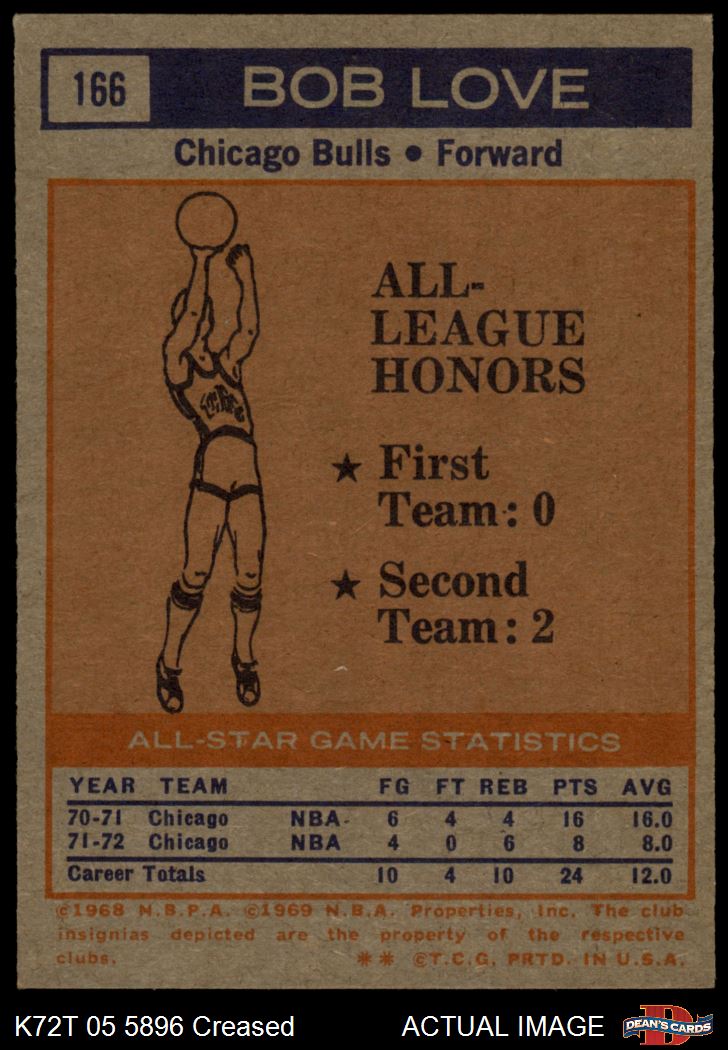 166
BOB LOVE
Chicago Bulls • Forward
ALL-
LEAGUE
HONORS
★ First
Team: 0
★ Second
Team: 2
ALL-STAR GAME STATISTICS
YEAR TEAM FG FT REB PTS AVG
70-71 Chicago NBA 6 4 4 16 16.0
71-72 Chicago NBA 4 0 6 8 8.0
Career Totals 10 4 10 24 12.0
©1968 N.B.P.A. ©1969 N.B.A. Properties, Inc. The club
insignias depicted are the property of the respective
clubs. ** ©T.C.G. PRTD. IN U.S.A.
K72T 05 5896 Creased ACTUAL IMAGE DEAN'S CARDS